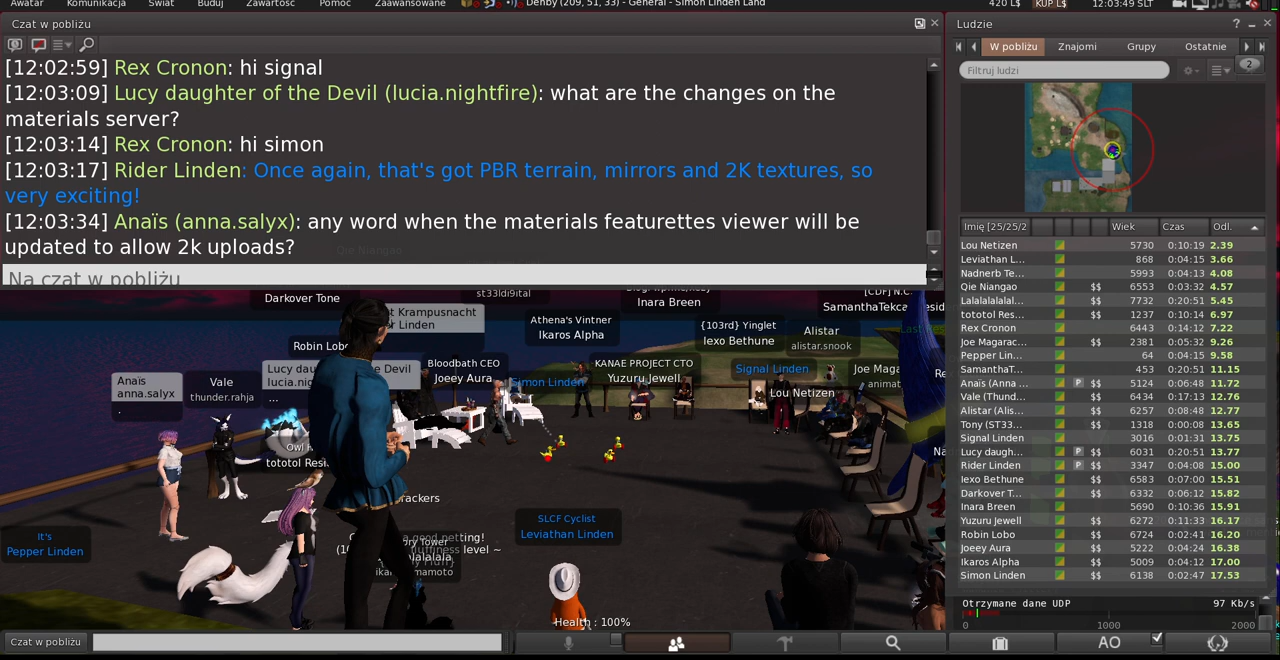 Awatar Komunikacja Świat Buduj Zawartość Pomoc Zaawansowane Denby (209, 51, 33) - General - Simon Linden Land 420 L$ KUP L$ 12:03:49 SLT
Czat w pobliżu
[12:02:59] Rex Cronon: hi signal
[12:03:09] Lucy daughter of the Devil (lucia.nightfire): what are the changes on the
materials server?
[12:03:14] Rex Cronon: hi simon
[12:03:17] Rider Linden: Once again, that's got PBR terrain, mirrors and 2K textures, so
very exciting!
[12:03:34] Anaïs (anna.salyx): any word when the materials featurettes viewer will be
updated to allow 2k uploads?
Na czat w pobliżu
Darkover Tone
st33ldi9ital
Inara Breen
[CDF] N.C.
Krampusnacht
Linden
Athena's Vintner
Ikaros Alpha
{103rd} Yinglet
Iexo Bethune
Alistar
alistar.snook
Robin Lobo
Anaïs
anna.salyx
.
Vale
thunder.rahja
...
Bloodbath CEO
Joeey Aura
Simon Linden
KANAE PROJECT CTO
Yuzuru Jewell
Signal Linden
Lou Netizen
tototol
It's
Pepper Linden
SLCF Cyclist
Leviathan Linden
Health : 100%
Czat w pobliżu
Ludzie
W pobliżu Znajomi Grupy Ostatnie
Filtruj ludzi
2
Imię [25/25/2 Wiek Czas Odl.
Lou Netizen 5730 0:10:19 2.39
Leviathan L... 868 0:04:15 3.66
Nadnerb Te... 5993 0:04:13 4.08
Qie Niangao $$ 6553 0:03:32 4.57
Lalalalalal... $$ 7732 0:20:51 5.45
tototol Res... $$ 1237 0:10:14 6.97
Rex Cronon 6443 0:14:12 7.22
Joe Magarac... $$ 2381 0:05:32 9.26
Pepper Lin... 64 0:04:15 9.58
SamanthaT... 453 0:20:51 11.15
Anaïs (Anna ... P $$ 5124 0:06:48 11.72
Vale (Thund... $$ 6434 0:17:13 12.76
Alistar (Alis... $$ 6257 0:08:48 12.77
Tony (ST33... $$ 1318 0:00:08 13.65
Signal Linden 3016 0:01:31 13.75
Lucy daugh... P $$ 6031 0:20:51 13.77
Rider Linden P $$ 3347 0:04:08 15.00
Iexo Bethune $$ 6583 0:07:00 15.51
Darkover T... $$ 6332 0:06:12 15.82
Inara Breen 5690 0:10:36 15.91
Yuzuru Jewell $$ 6272 0:11:33 16.17
Robin Lobo $$ 6724 0:02:41 16.20
Joeey Aura $$ 5222 0:04:24 16.38
Ikaros Alpha $$ 5009 0:04:12 17.00
Simon Linden $$ 6138 0:02:47 17.53
Otrzymane dane UDP 97 Kb/s
0 1000 2000
AO